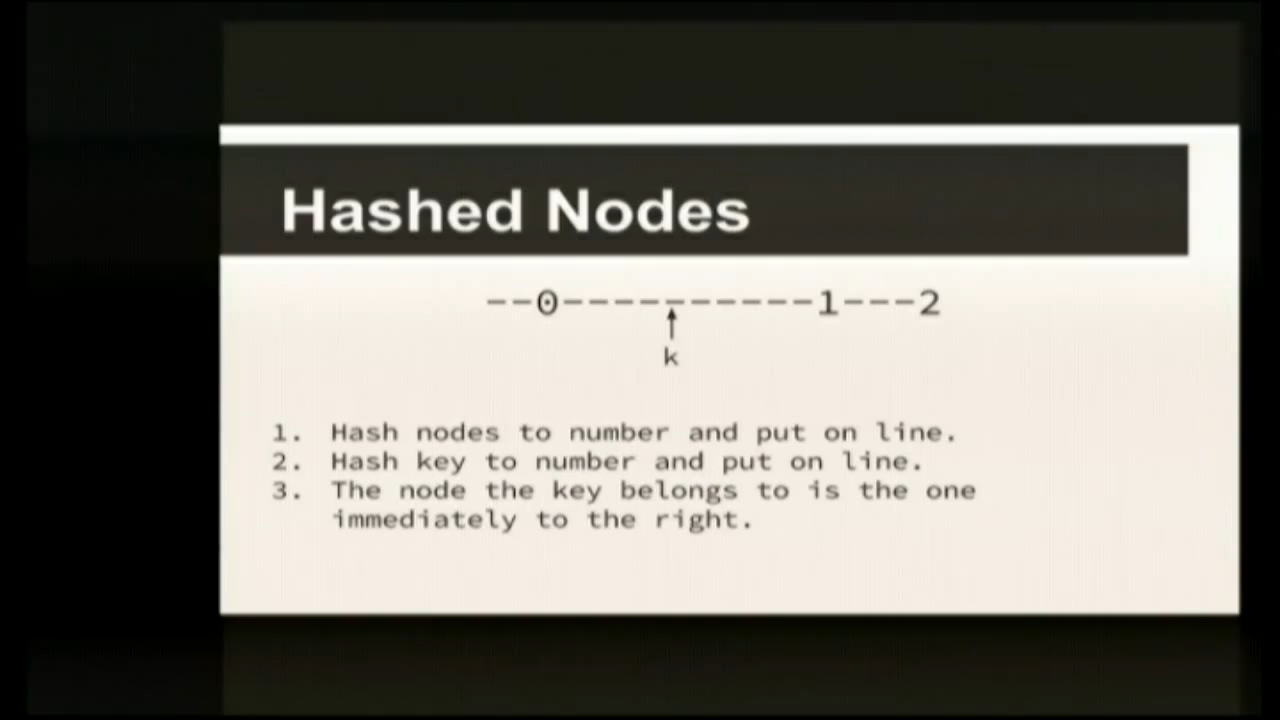 Hashed Nodes
--0----------1---2
k
1. Hash nodes to number and put on line.
2. Hash key to number and put on line.
3. The node the key belongs to is the one
immediately to the right.